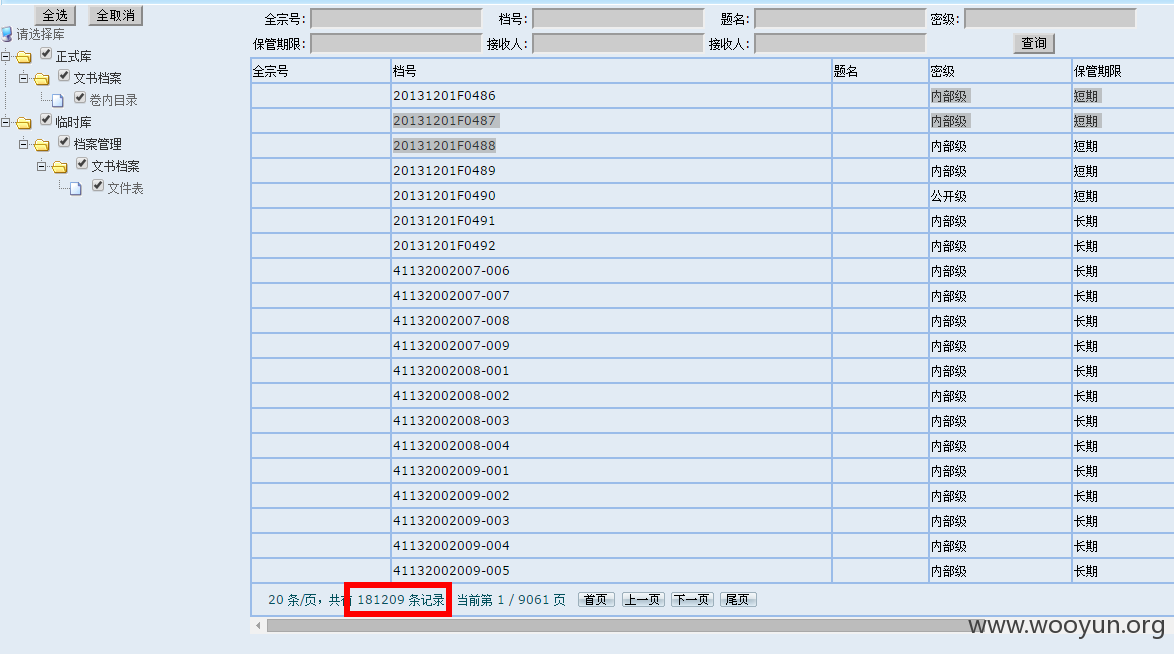 全选 全取消
请选择库
正式库
文书档案
卷内目录
临时库
档案管理
文书档案
文件表
全宗号: 档号: 题名: 密级:
保管期限: 接收人: 接收人: 查询
全宗号 档号 题名 密级 保管期限
20131201F0486 内部级 短期
20131201F0487 内部级 短期
20131201F0488 内部级 短期
20131201F0489 内部级 短期
20131201F0490 公开级 短期
20131201F0491 内部级 长期
20131201F0492 内部级 长期
41132002007-006 内部级 长期
41132002007-007 内部级 长期
41132002007-008 内部级 长期
41132002007-009 内部级 长期
41132002008-001 内部级 长期
41132002008-002 内部级 长期
41132002008-003 内部级 长期
41132002008-004 内部级 长期
41132002009-001 内部级 长期
41132002009-002 内部级 长期
41132002009-003 内部级 长期
41132002009-004 内部级 长期
41132002009-005 内部级 长期
20 条/页，共有 181209 条记录 当前第 1 / 9061 页 首页 上一页 下一页 尾页
www.wooyun.org